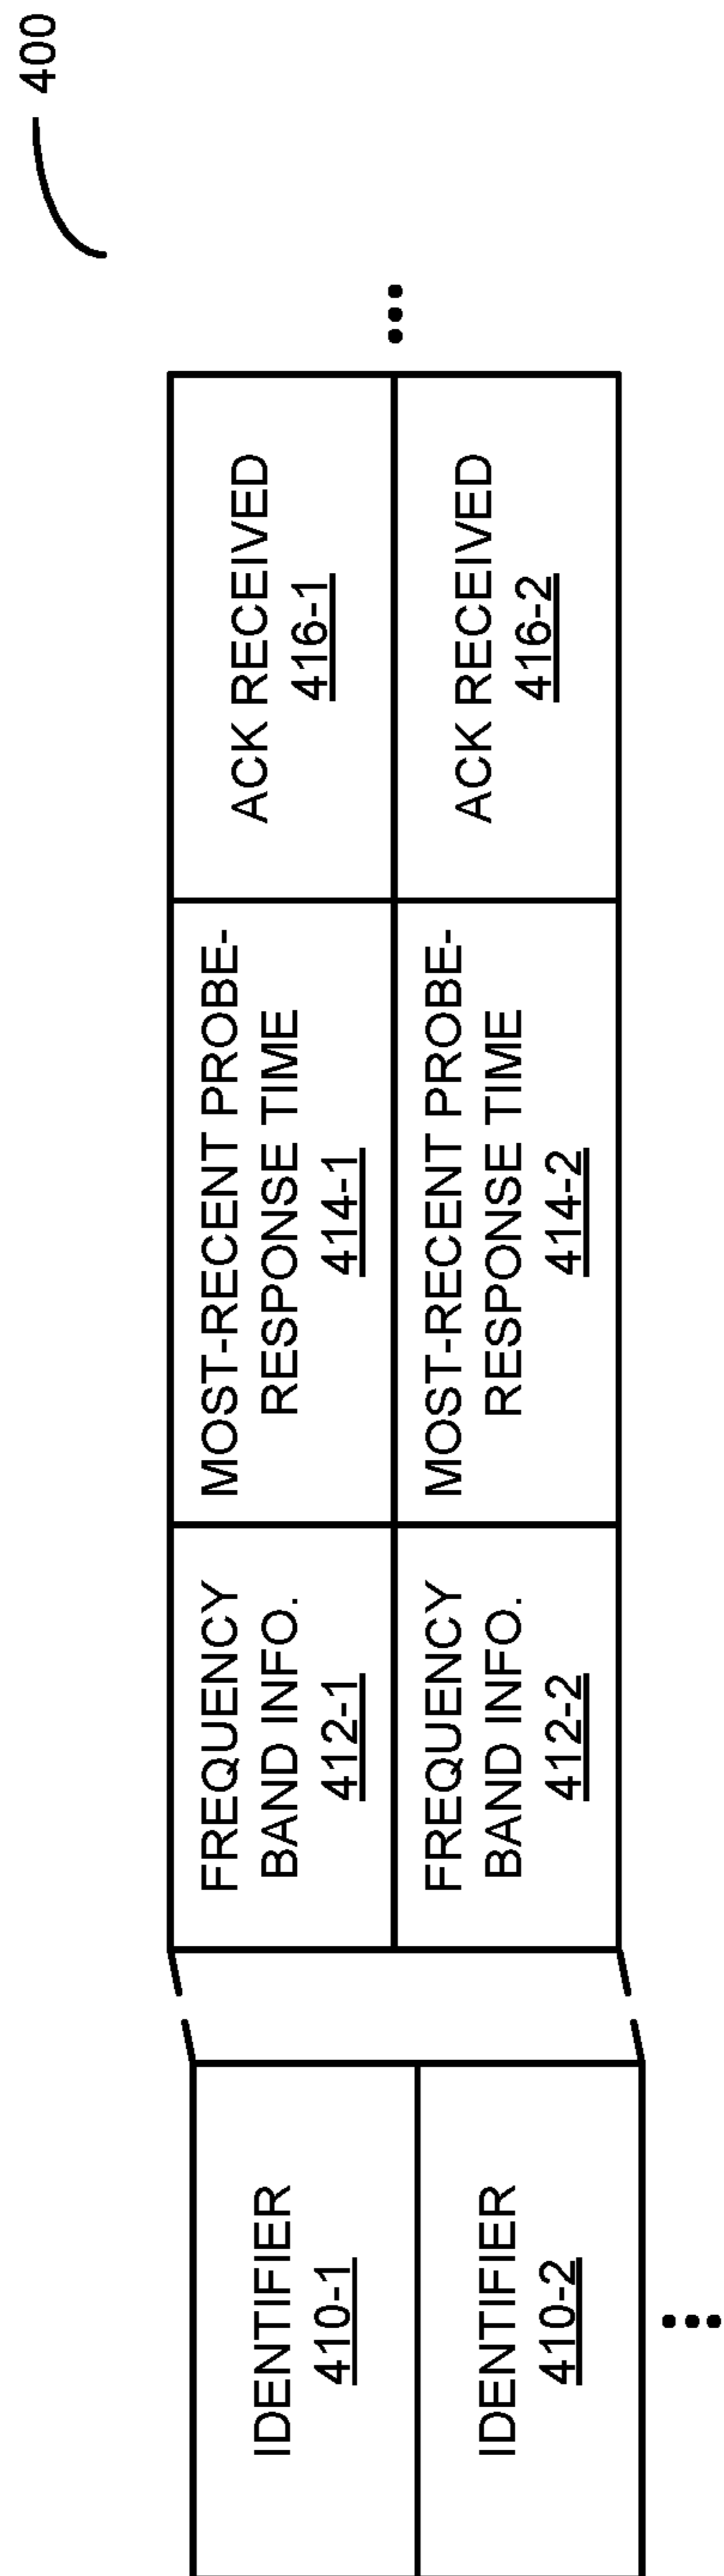 400
IDENTIFIER
410-1
FREQUENCY
BAND INFO.
412-1
MOST-RECENT PROBE-
RESPONSE TIME
414-1
ACK RECEIVED
416-1
IDENTIFIER
410-2
FREQUENCY
BAND INFO.
412-2
MOST-RECENT PROBE-
RESPONSE TIME
414-2
ACK RECEIVED
416-2